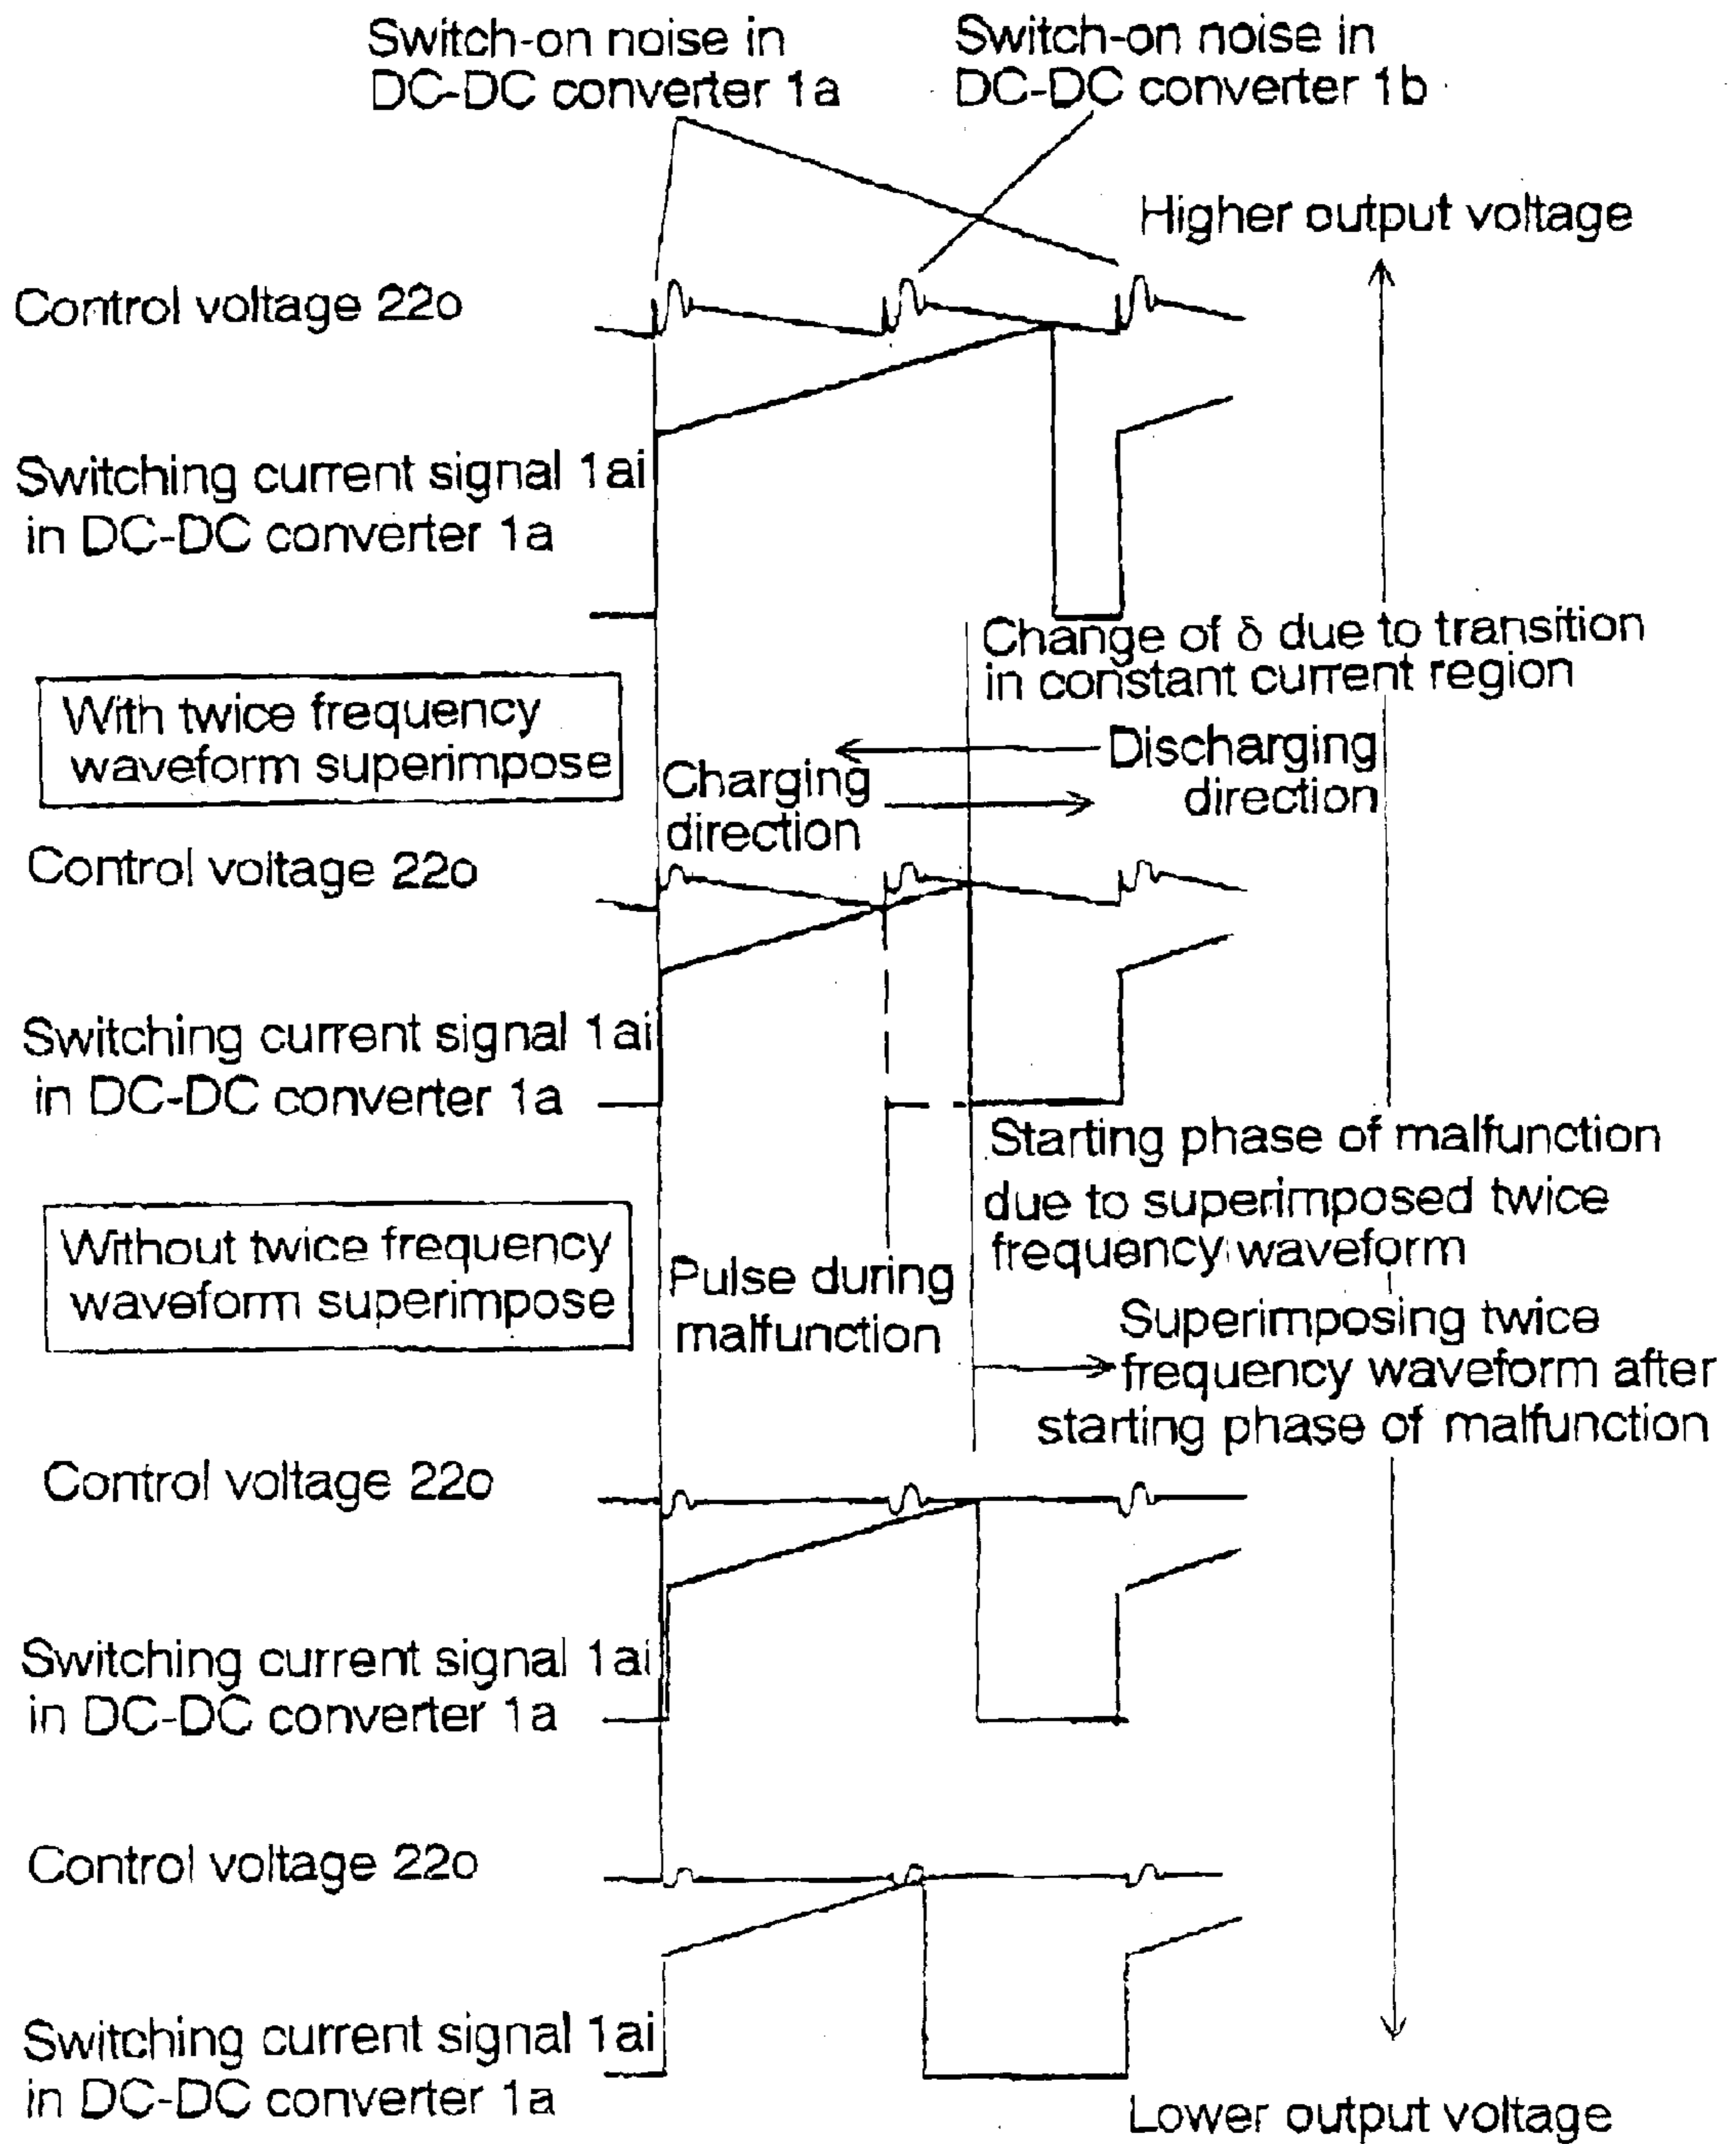 Switch-on noise in
DC-DC converter 1a
Switch-on noise in
DC-DC converter 1b
Higher output voltage
Control voltage 22o
Switching current signal 1ai
in DC-DC converter 1a
Change of δ due to transition
in constant current region
With twice frequency
waveform superimpose
Discharging
direction
Charging
direction
Control voltage 22o
Switching current signal 1ai
in DC-DC converter 1a
Starting phase of malfunction
due to superimposed twice
frequency waveform
Without twice frequency
waveform superimpose
Pulse during
malfunction
Superimposing twice
frequency waveform after
starting phase of malfunction
Control voltage 22o
Switching current signal 1ai
in DC-DC converter 1a
Control voltage 22o
Switching current signal 1ai
in DC-DC converter 1a
Lower output voltage